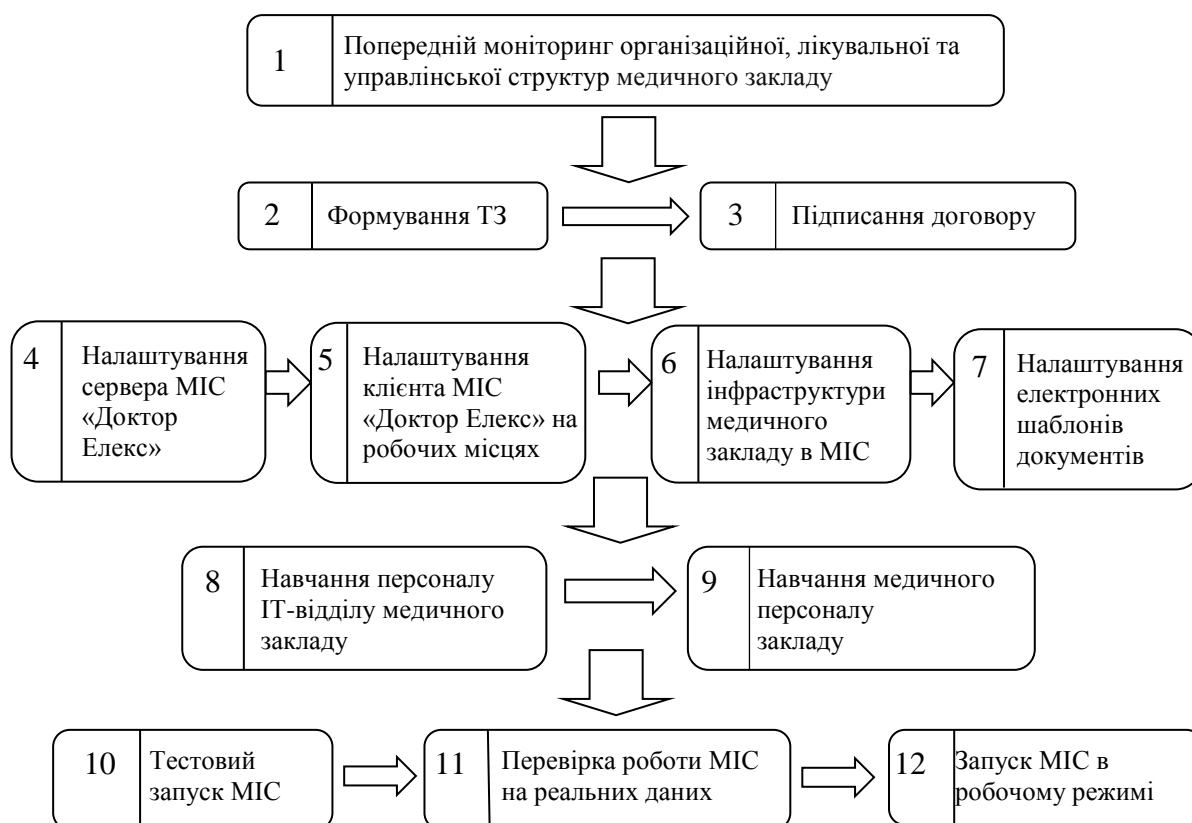 1
Попередній моніторинг організаційної, лікувальної та
управлінської структур медичного закладу
2
Формування ТЗ
3
Підписання договору
4
Налаштування
сервера МІС
«Доктор
Елекс»
5
Налаштування
клієнта МІС
«Доктор Елекс» на
робочих місцях
6
Налаштування
інфраструктури
медичного
закладу в МІС
7
Налаштування
електронних
шаблонів
документів
8
Навчання персоналу
ІТ-відділу медичного
закладу
9
Навчання медичного
персоналу
закладу
10
Тестовий
запуск МІС
11
Перевірка роботи МІС
на реальних даних
12
Запуск МІС в
робочому режимі